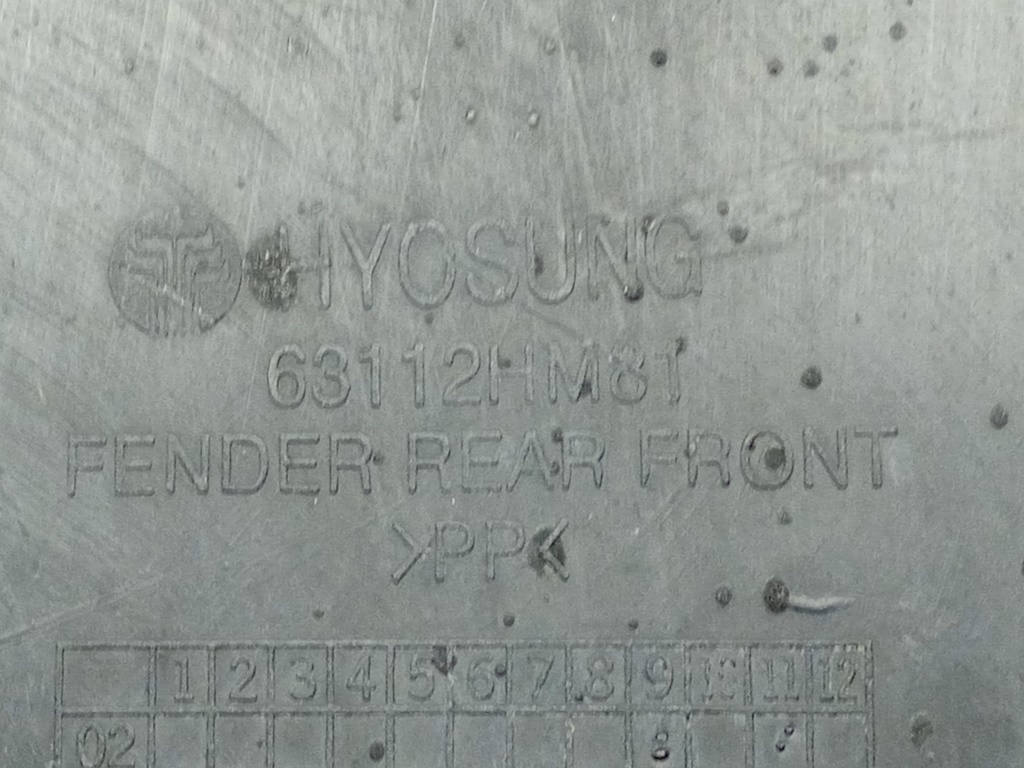 HYOSUNG
63112HM81
FENDER REAR FRONT
>PP<
1 2 3 4 5 6 7 8 9 10 11 12
02